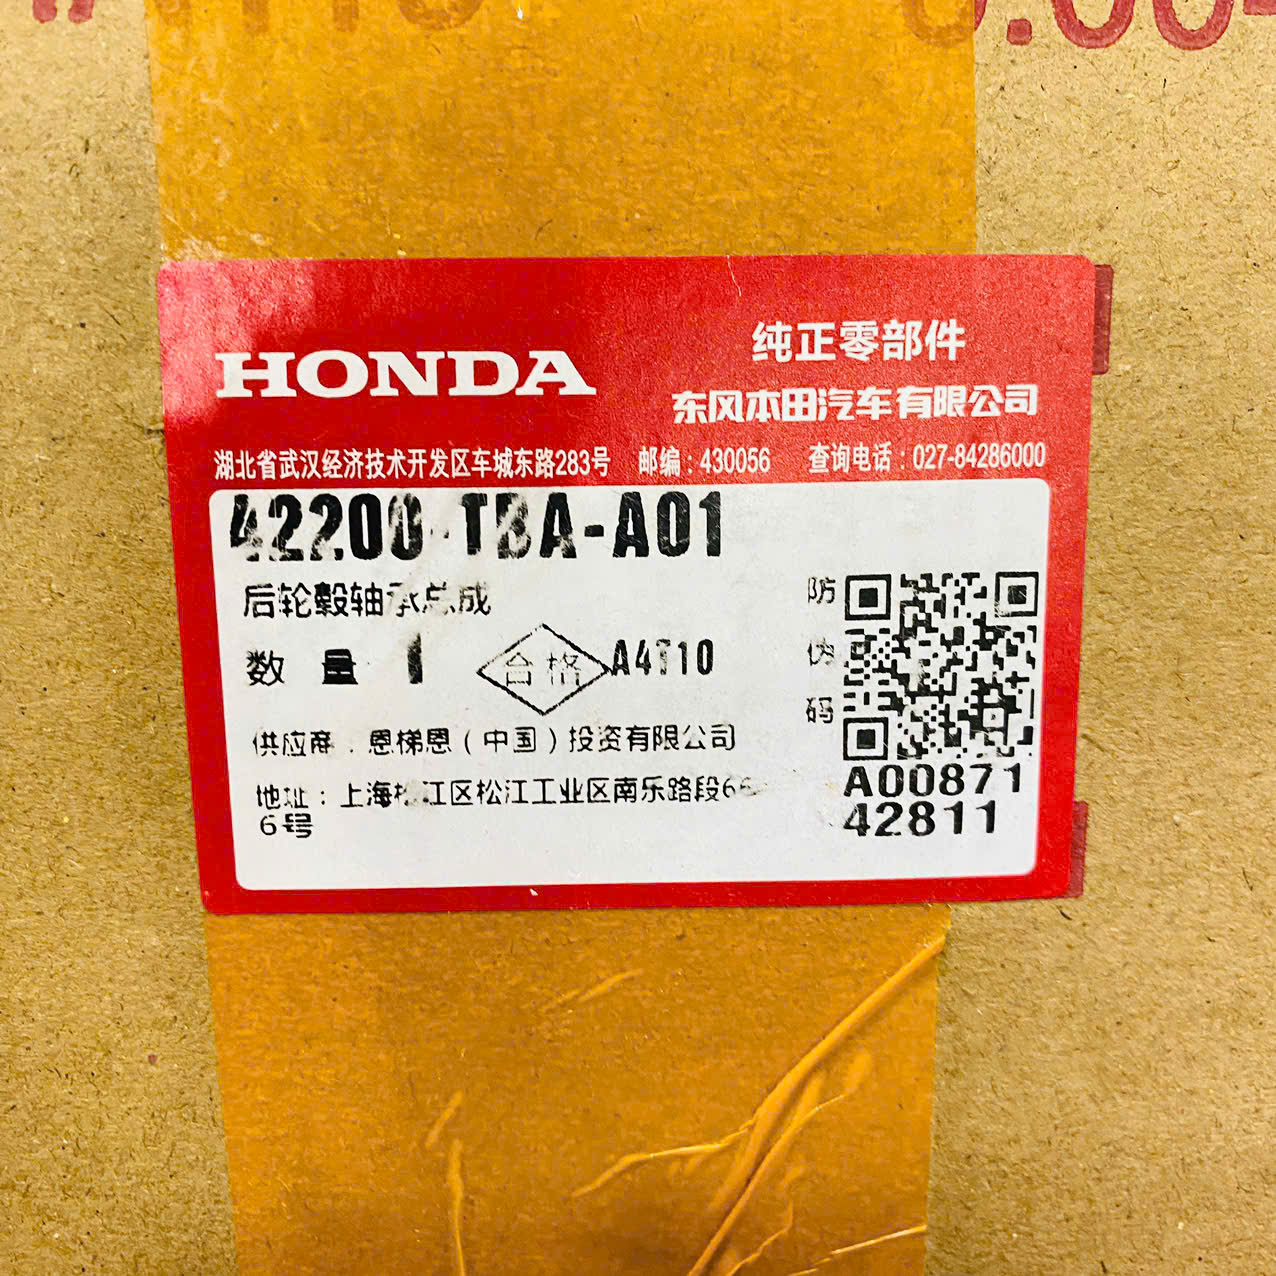 HONDA
纯正零部件
东风本田汽车有限公司
湖北省武汉经济技术开发区车城东路283号 邮编：430056 查询电话：027-84286000
42200-TBA-A01
后轮毂轴承总成
数量 1 合格 A4T10
供应商：恩梯恩（中国）投资有限公司
地址：上海松江区松江工业区南乐路段66
6号
防伪码
A00871
42811